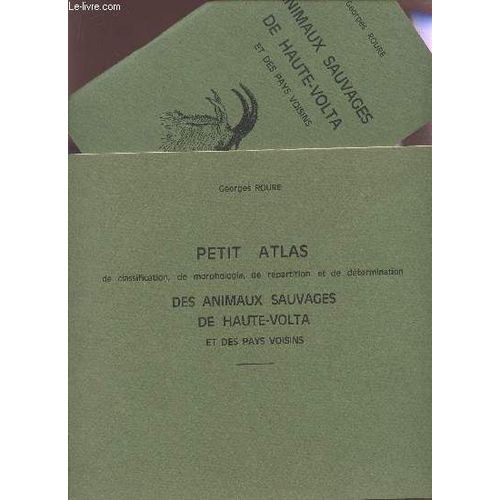 Le-livre.com
Georges ROURE
ANIMAUX SAUVAGES
DE HAUTE-VOLTA
ET DES PAYS VOISINS
Georges ROURE
PETIT ATLAS
de classification, de morphologie, de répartition et de détermination
DES ANIMAUX SAUVAGES
DE HAUTE-VOLTA
ET DES PAYS VOISINS